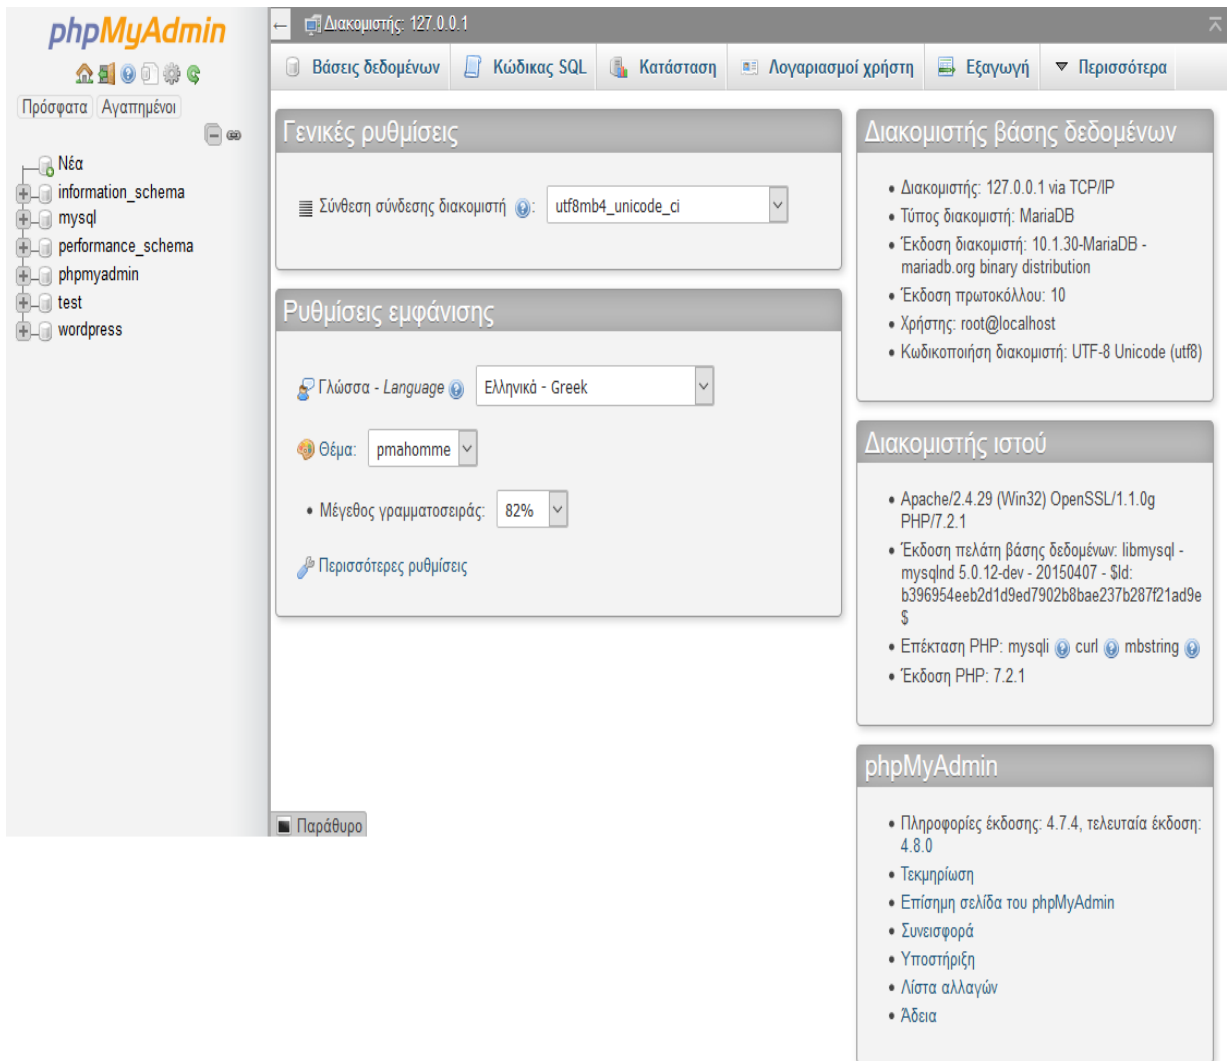 phpMyAdmin
Πρόσφατα Αγαπημένοι
Νέα
information_schema
mysql
performance_schema
phpmyadmin
test
wordpress
Διακομιστής: 127.0.0.1
Βάσεις δεδομένων Κώδικας SQL Κατάσταση Λογαριασμοί χρήστη Εξαγωγή Περισσότερα
Γενικές ρυθμίσεις
Σύνθεση σύνδεσης διακομιστή : utf8mb4_unicode_ci
Ρυθμίσεις εμφάνισης
Γλώσσα - Language Ελληνικά - Greek
Θέμα: pmahomme
• Μέγεθος γραμματοσειράς: 82%
Περισσότερες ρυθμίσεις
Παράθυρο
Διακομιστής βάσης δεδομένων
• Διακομιστής: 127.0.0.1 via TCP/IP
• Τύπος διακομιστή: MariaDB
• Έκδοση διακομιστή: 10.1.30-MariaDB -
mariadb.org binary distribution
• Έκδοση πρωτοκόλλου: 10
• Χρήστης: root@localhost
• Κωδικοποίηση διακομιστή: UTF-8 Unicode (utf8)
Διακομιστής ιστού
• Apache/2.4.29 (Win32) OpenSSL/1.1.0g
PHP/7.2.1
• Έκδοση πελάτη βάσης δεδομένων: libmysql -
mysqlnd 5.0.12-dev - 20150407 - $Id:
b396954eeb2d1d9ed7902b8bae237b287f21ad9e
$
• Επέκταση PHP: mysqli curl mbstring
• Έκδοση PHP: 7.2.1
phpMyAdmin
• Πληροφορίες έκδοσης: 4.7.4, τελευταία έκδοση:
4.8.0
• Τεκμηρίωση
• Επίσημη σελίδα του phpMyAdmin
• Συνεισφορά
• Υποστήριξη
• Λίστα αλλαγών
• Άδεια